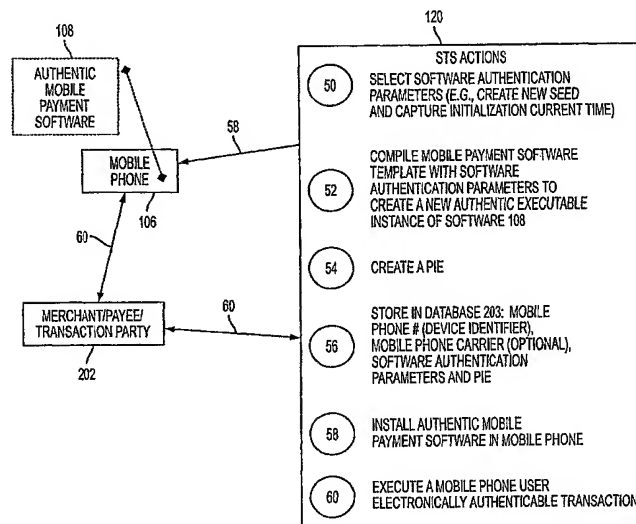 108
AUTHENTIC
MOBILE
PAYMENT
SOFTWARE
58
MOBILE
PHONE
106
60
MERCHANT/PAYEE/
TRANSACTION PARTY
202
60
120
STS ACTIONS
50
SELECT SOFTWARE AUTHENTICATION
PARAMETERS (E.G., CREATE NEW SEED
AND CAPTURE INITIALIZATION CURRENT TIME)
52
COMPILE MOBILE PAYMENT SOFTWARE
TEMPLATE WITH SOFTWARE
AUTHENTICATION PARAMETERS TO
CREATE A NEW AUTHENTIC EXECUTABLE
INSTANCE OF SOFTWARE 108
54
CREATE A PIE
56
STORE IN DATABASE 203: MOBILE
PHONE # (DEVICE IDENTIFIER),
MOBILE PHONE CARRIER (OPTIONAL),
SOFTWARE AUTHENTICATION
PARAMETERS AND PIE
58
INSTALL AUTHENTIC MOBILE
PAYMENT SOFTWARE IN MOBILE PHONE
60
EXECUTE A MOBILE PHONE USER
ELECTRONICALLY AUTHENTICABLE TRANSACTION